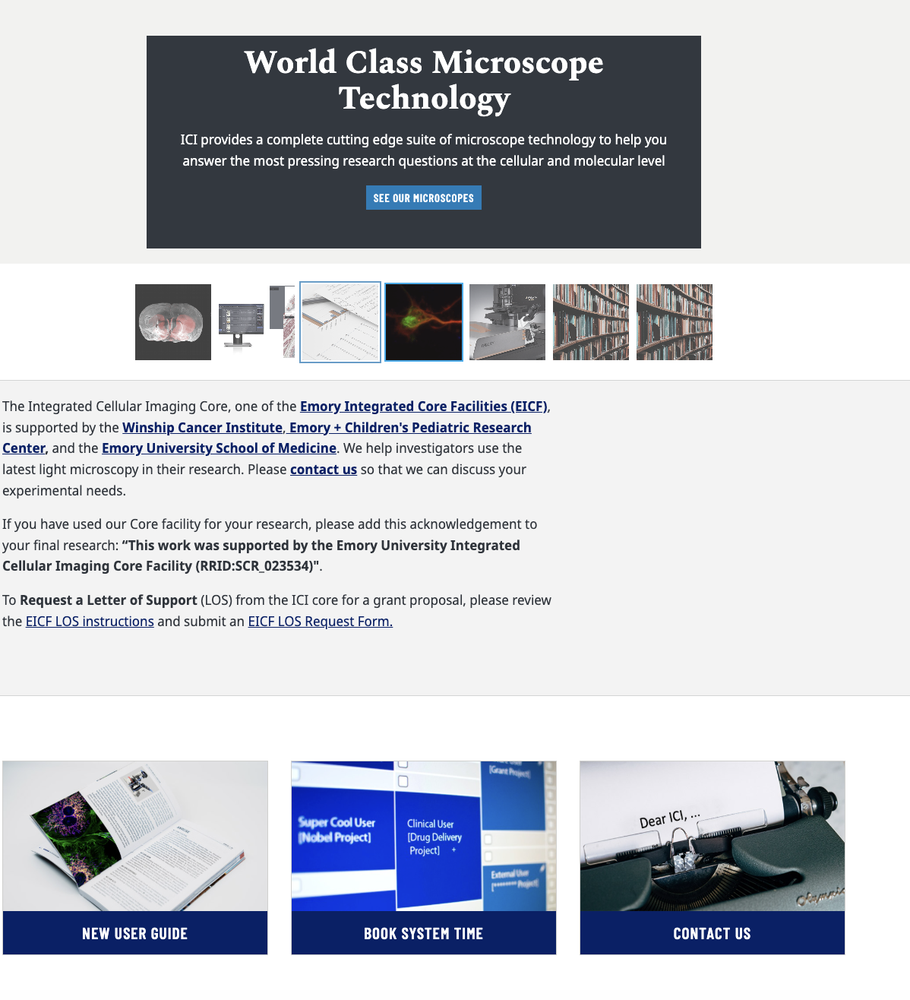 World Class Microscope
Technology
ICI provides a complete cutting edge suite of microscope technology to help you
answer the most pressing research questions at the cellular and molecular level
SEE OUR MICROSCOPES
The Integrated Cellular Imaging Core, one of the Emory Integrated Core Facilities (EICF),
is supported by the Winship Cancer Institute, Emory + Children's Pediatric Research
Center, and the Emory University School of Medicine. We help investigators use the
latest light microscopy in their research. Please contact us so that we can discuss your
experimental needs.
If you have used our Core facility for your research, please add this acknowledgement to
your final research: “This work was supported by the Emory University Integrated
Cellular Imaging Core Facility (RRID:SCR_023534)".
To Request a Letter of Support (LOS) from the ICI core for a grant proposal, please review
the EICF LOS instructions and submit an EICF LOS Request Form.
[Grant Project]
Super Cool User
[Nobel Project]
Clinical User
[Drug Delivery
Project]
External User
[******* Project]
Dear ICI, ...
NEW USER GUIDE
BOOK SYSTEM TIME
CONTACT US